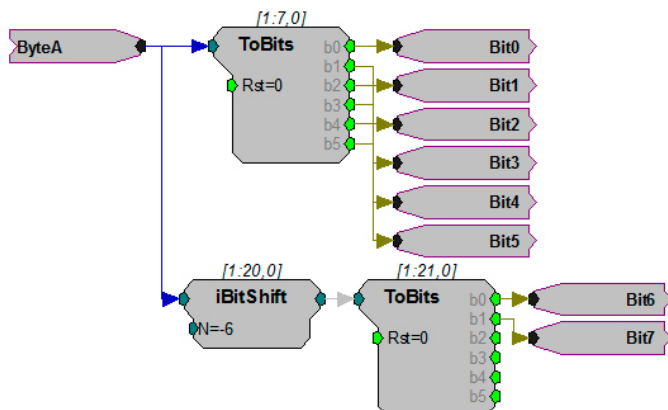 [1:7,0]
ByteA
ToBits
b0
Bit0
b1
Rst=0
b2
Bit1
b3
b4
Bit2
b5
Bit3
Bit4
Bit5
[1:20,0]
[1:21,0]
iBitShift
ToBits
b0
Bit6
b1
N=-6
Rst=0
b2
Bit7
b3
b4
b5